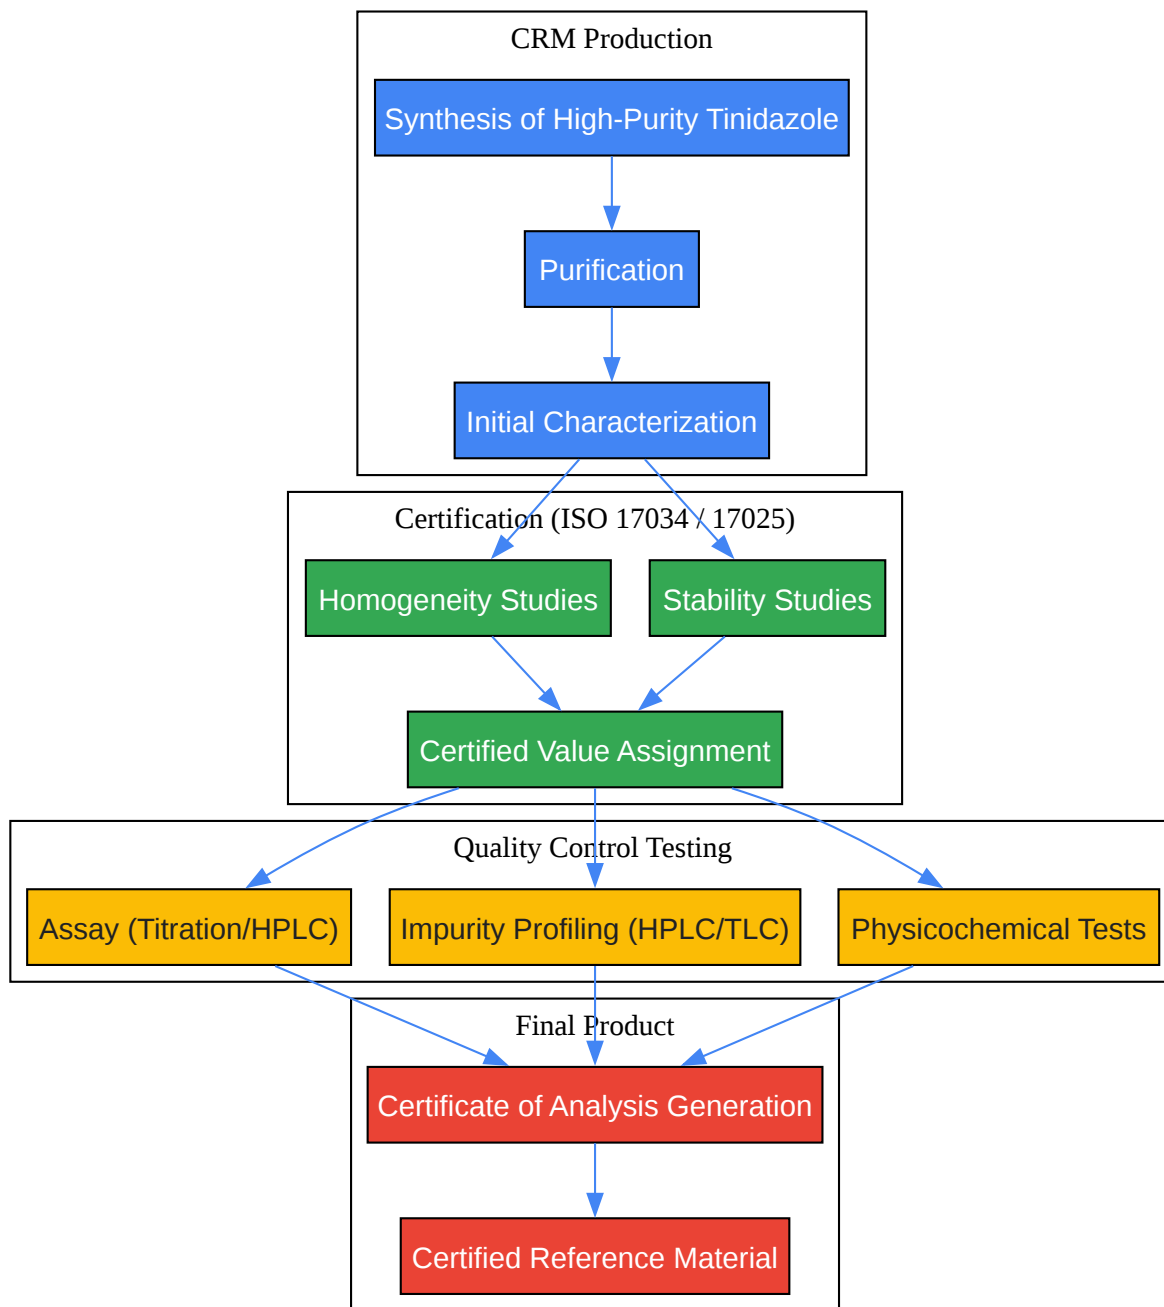 CRM Production
Synthesis of High-Purity Tinidazole
Purification
Initial Characterization
Certification (ISO 17034 / 17025)
Homogeneity Studies
Stability Studies
Certified Value Assignment
Quality Control Testing
Assay (Titration/HPLC)
Impurity Profiling (HPLC/TLC)
Physicochemical Tests
Final Product
Certificate of Analysis Generation
Certified Reference Material